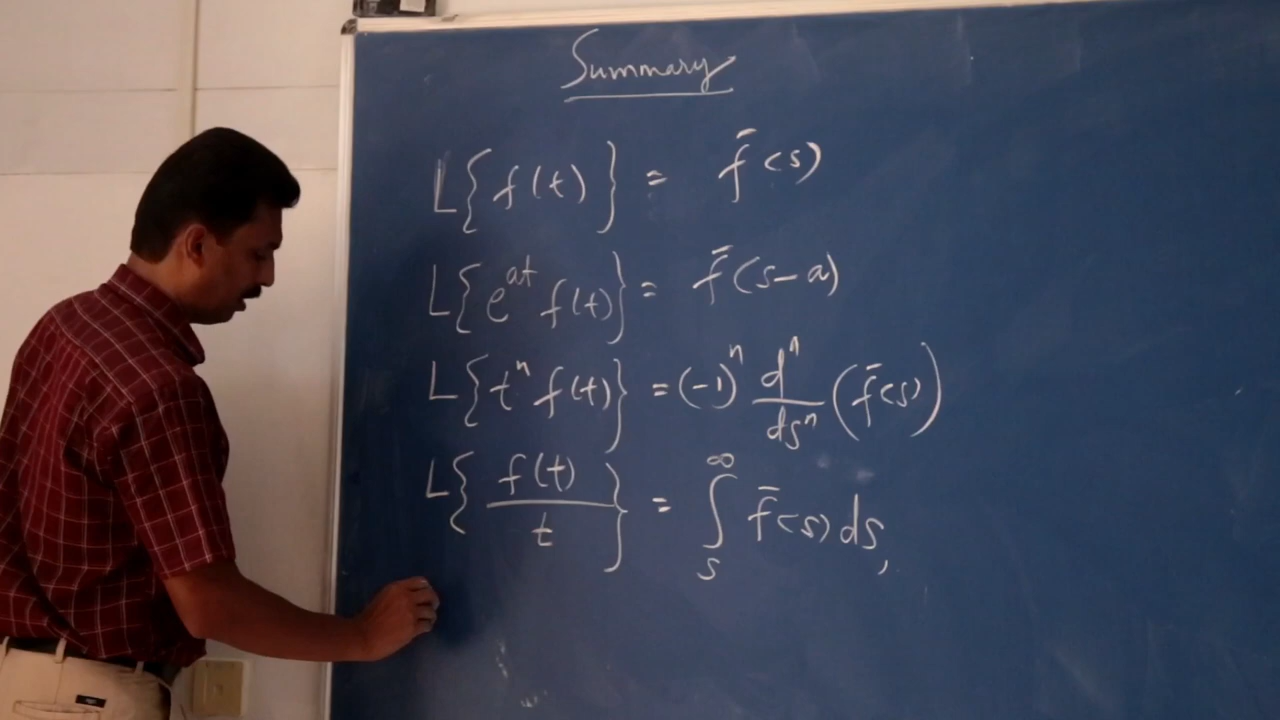 Summary
L{f(t)} = f̄(s)
L{e^{at} f(t)} = f̄(s-a)
L{t^n f(t)} = (-1)^n d^n/ds^n (f̄(s))
L{f(t)/t} = ∫_s^∞ f̄(s) ds,